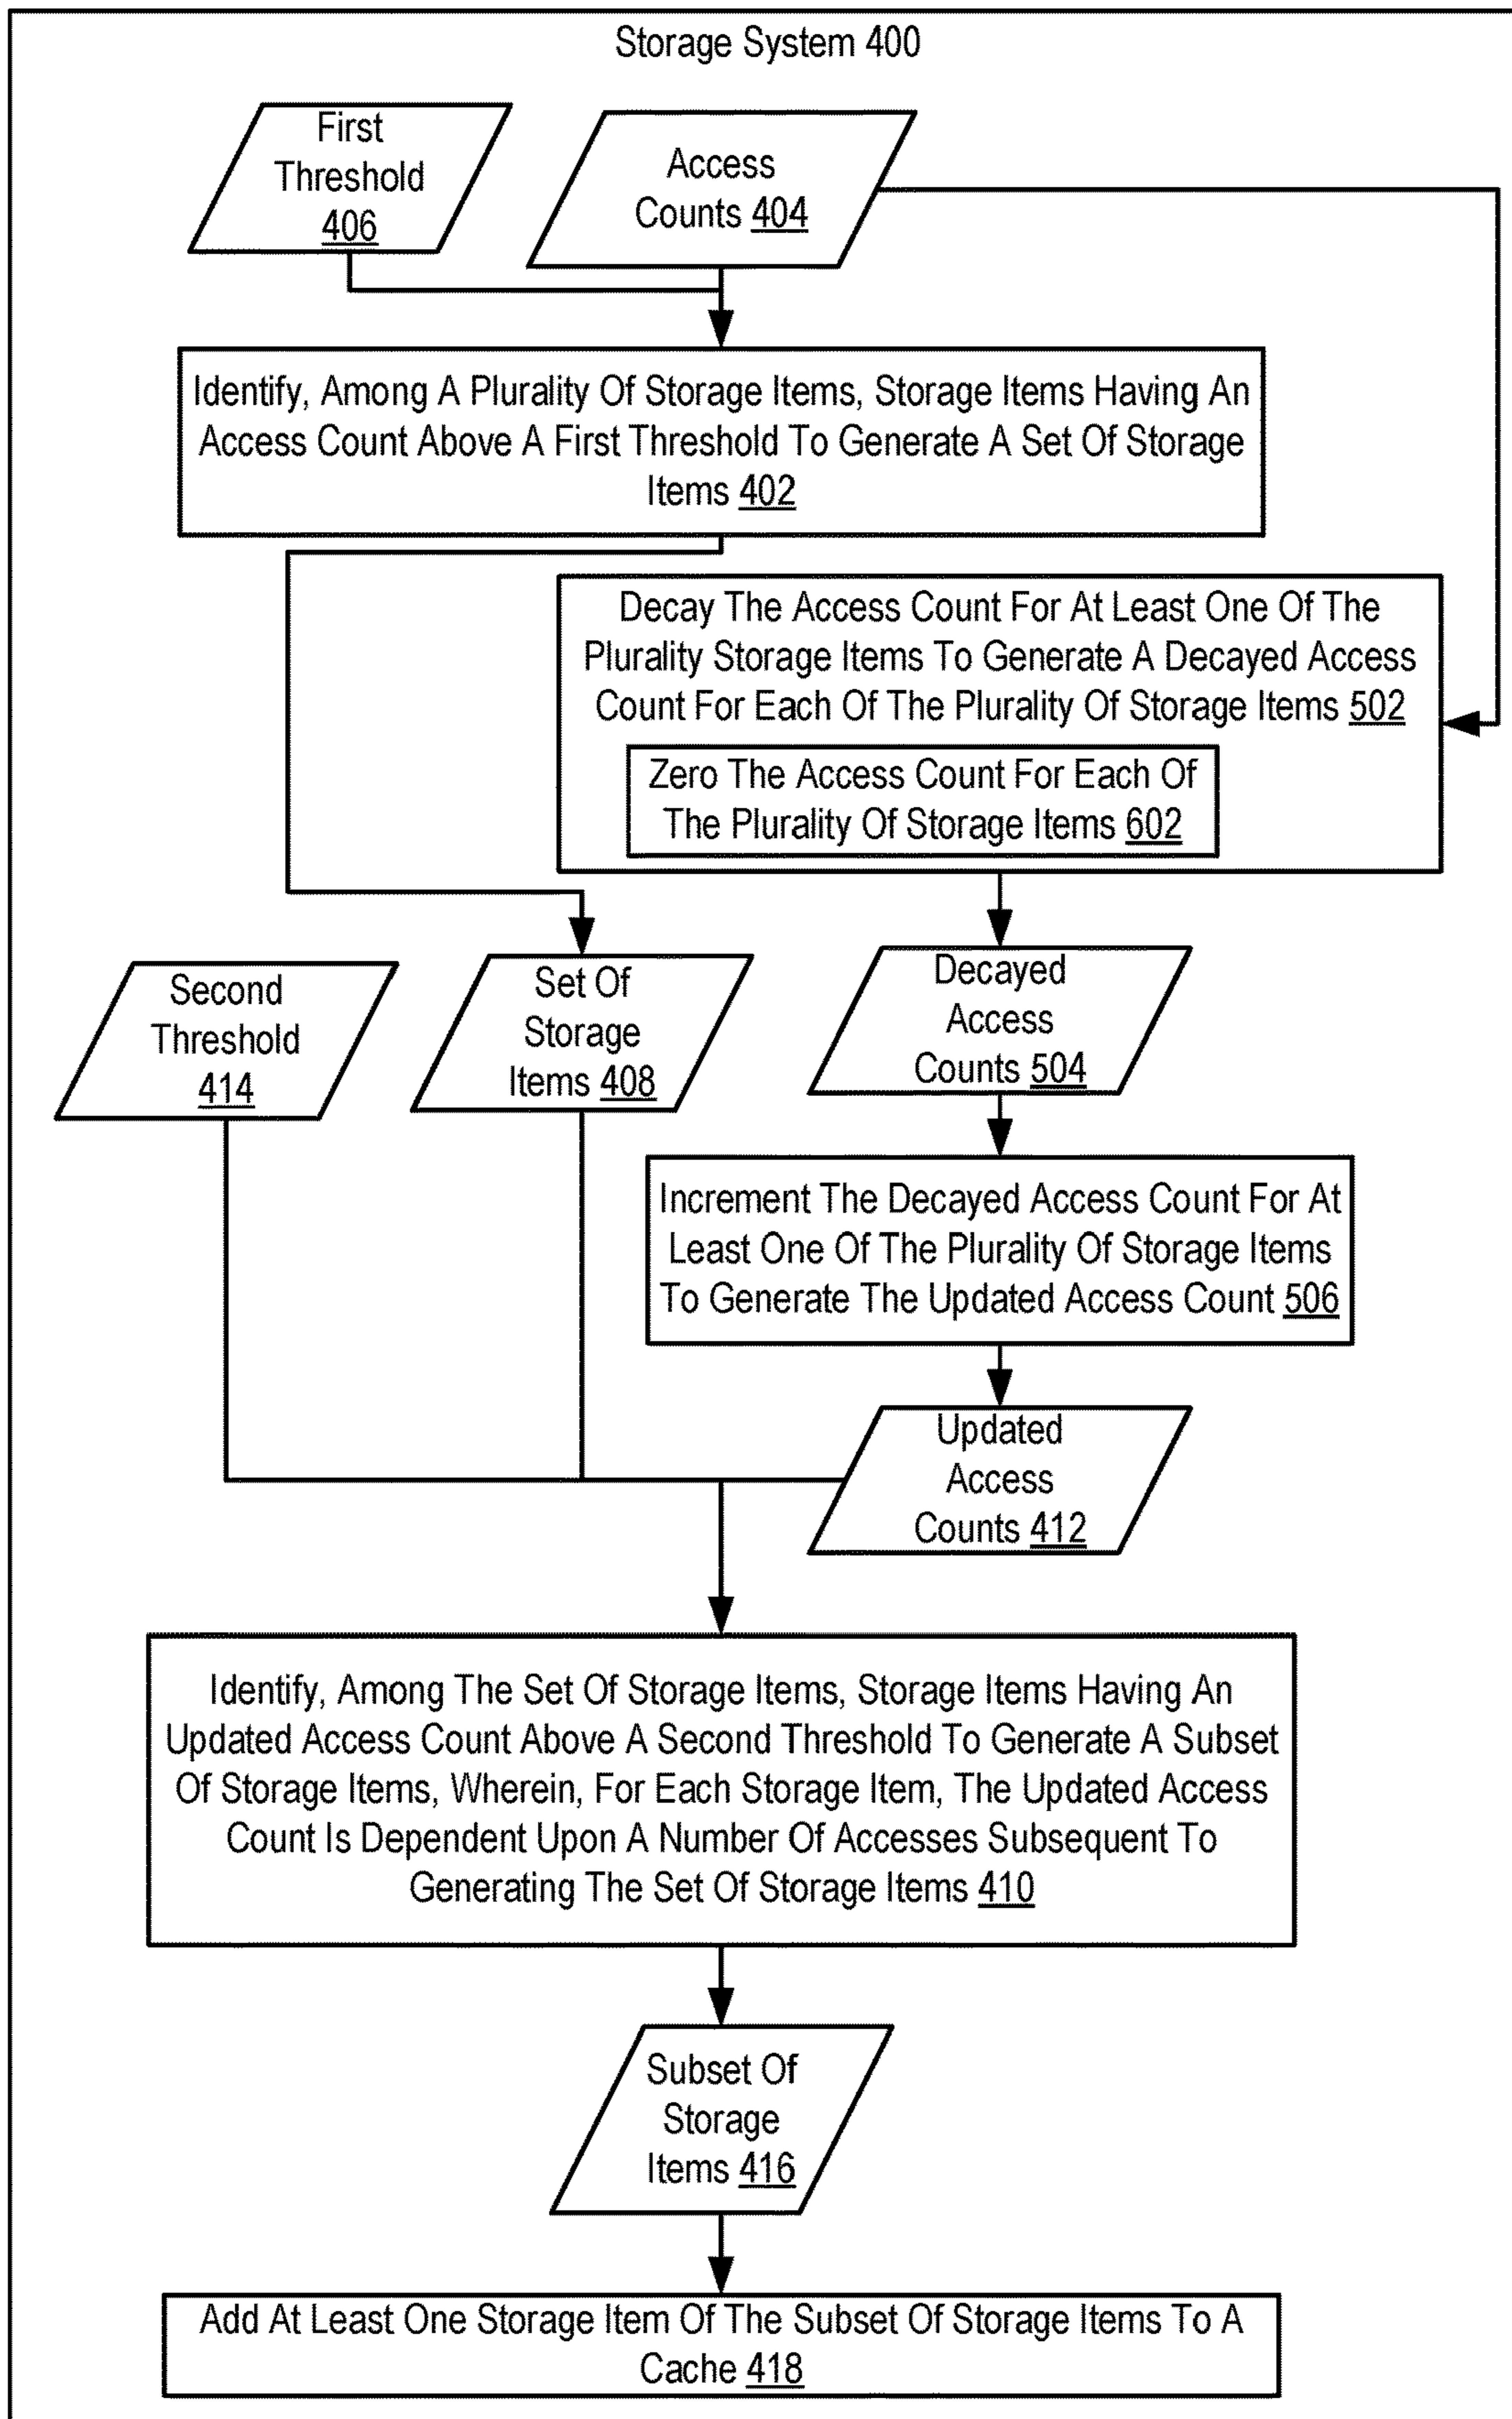 Storage System 400
First
Threshold
406
Access
Counts 404
Identify, Among A Plurality Of Storage Items, Storage Items Having An
Access Count Above A First Threshold To Generate A Set Of Storage
Items 402
Decay The Access Count For At Least One Of The
Plurality Storage Items To Generate A Decayed Access
Count For Each Of The Plurality Of Storage Items 502
Zero The Access Count For Each Of
The Plurality Of Storage Items 602
Second
Threshold
414
Set Of
Storage
Items 408
Decayed
Access
Counts 504
Increment The Decayed Access Count For At
Least One Of The Plurality Of Storage Items
To Generate The Updated Access Count 506
Updated
Access
Counts 412
Identify, Among The Set Of Storage Items, Storage Items Having An
Updated Access Count Above A Second Threshold To Generate A Subset
Of Storage Items, Wherein, For Each Storage Item, The Updated Access
Count Is Dependent Upon A Number Of Accesses Subsequent To
Generating The Set Of Storage Items 410
Subset Of
Storage
Items 416
Add At Least One Storage Item Of The Subset Of Storage Items To A
Cache 418